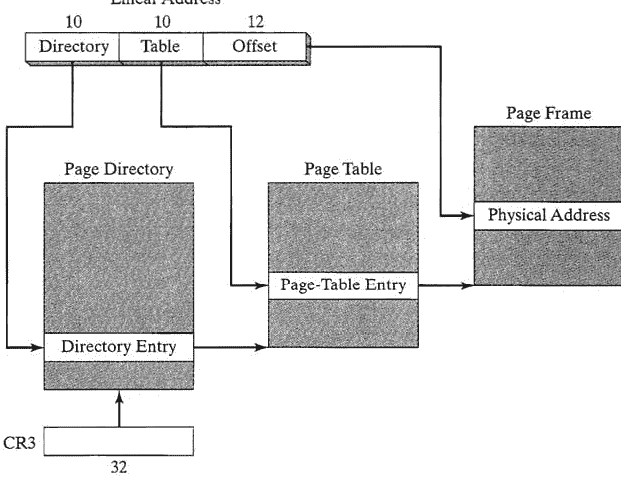 Linear Address
10 10 12
Directory Table Offset
Page Frame
Page Directory Page Table
Physical Address
Page-Table Entry
Directory Entry
CR3
32